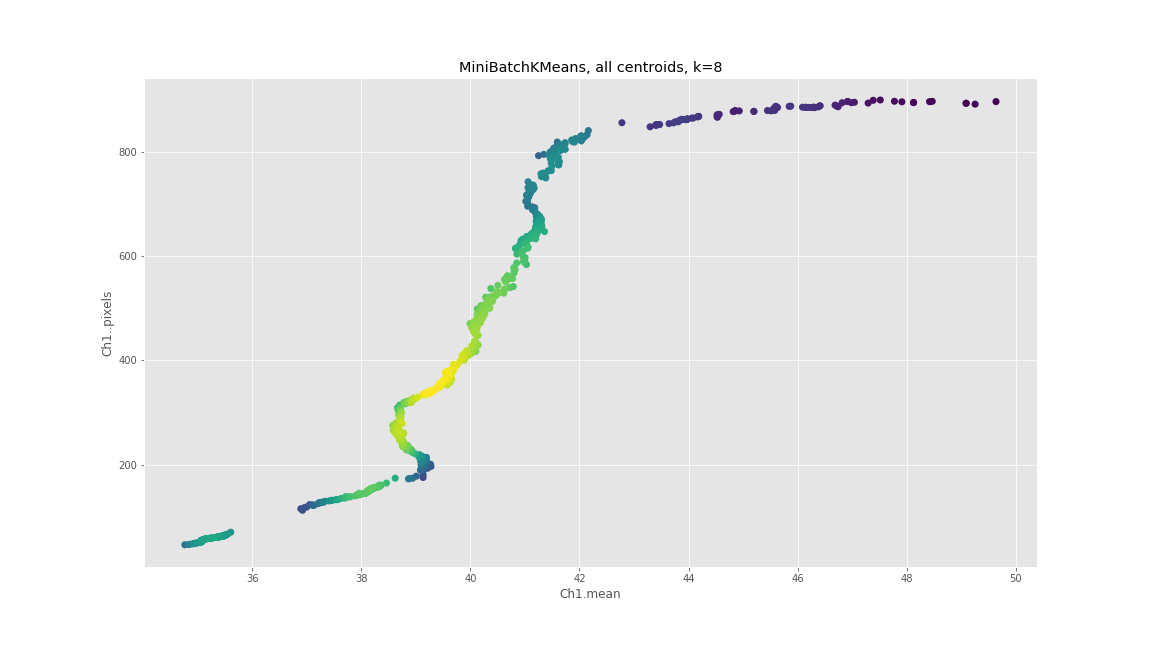 MiniBatchKMeans, all centroids, k=8
800
600
400
200
Ch1..pixels
36 38 40 42 44 46 48 50
Ch1.mean